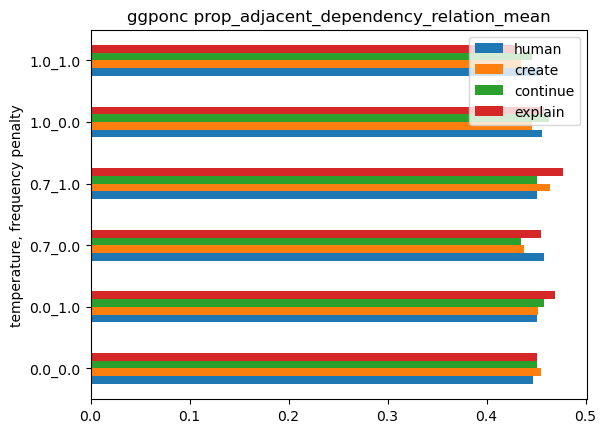 ggponc prop_adjacent_dependency_relation_mean
human
create
continue
explain
temperature, frequency penalty
1.0_1.0
1.0_0.0
0.7_1.0
0.7_0.0
0.0_1.0
0.0_0.0
0.0 0.1 0.2 0.3 0.4 0.5